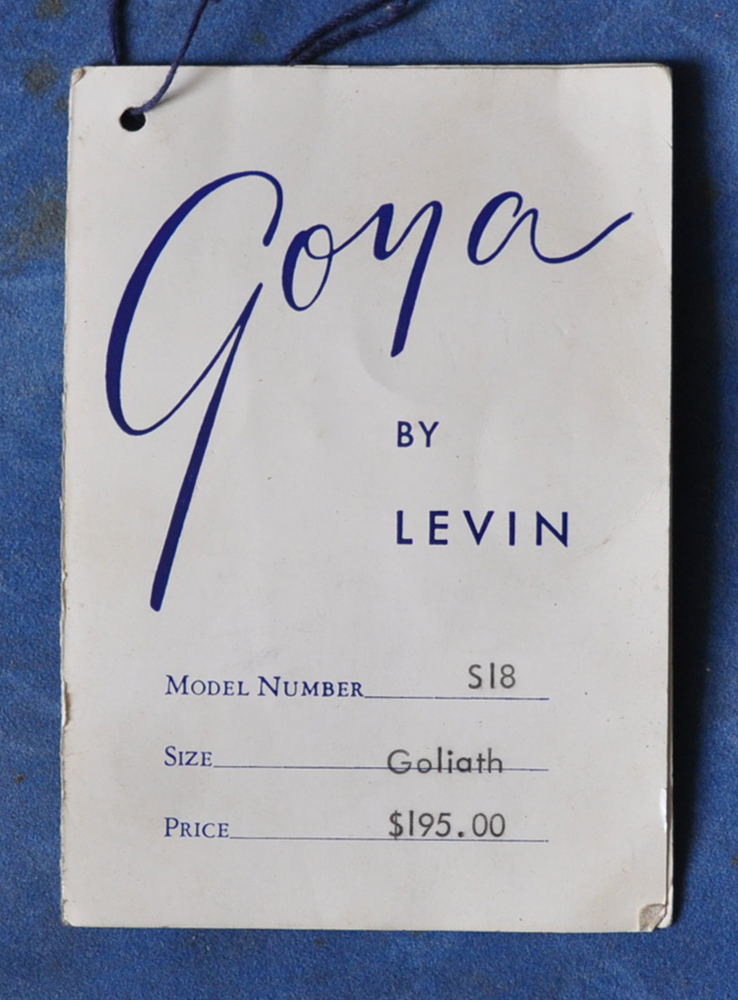 Goya
BY
LEVIN
MODEL NUMBER S18
SIZE Goliath
PRICE $195.00